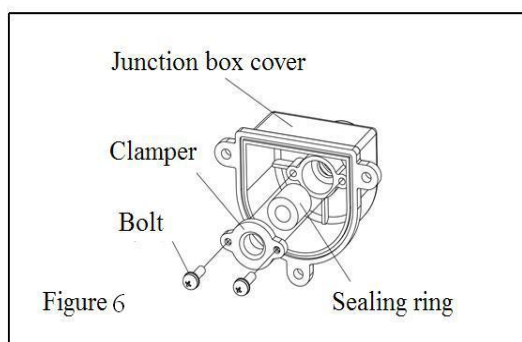 Junction box cover
Clamper
Bolt
Figure 6
Sealing ring